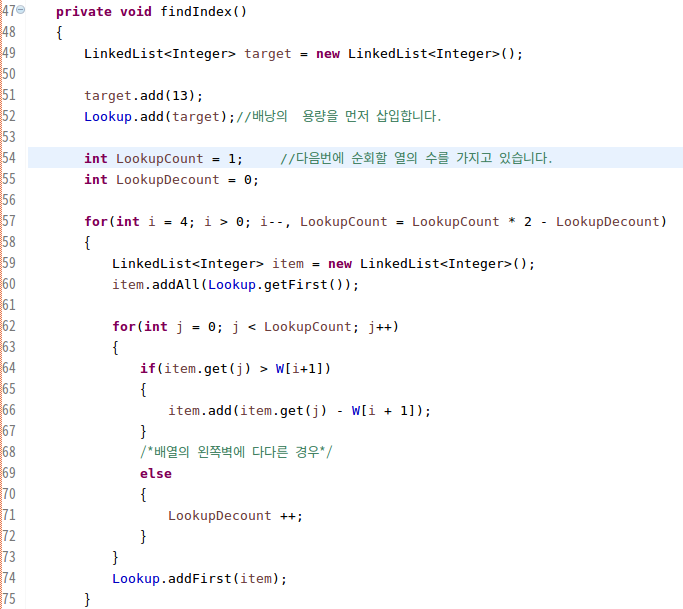 47 private void findIndex()
48 {
49 LinkedList<Integer> target = new LinkedList<Integer>();
50
51 target.add(13);
52 Lookup.add(target);//배낭의  용량을 먼저 삽입합니다.
53
54 int LookupCount = 1;     //다음번에 순회할 열의 수를 가지고 있습니다.
55 int LookupDecount = 0;
56
57 for(int i = 4; i > 0; i--, LookupCount = LookupCount * 2 - LookupDecount)
58 {
59 LinkedList<Integer> item = new LinkedList<Integer>();
60 item.addAll(Lookup.getFirst());
61
62 for(int j = 0; j < LookupCount; j++)
63 {
64 if(item.get(j) > W[i+1])
65 {
66 item.add(item.get(j) - W[i + 1]);
67 }
68 /*배열의 왼쪽벽에 다다른 경우*/
69 else
70 {
71 LookupDecount ++;
72 }
73 }
74 Lookup.addFirst(item);
75 }